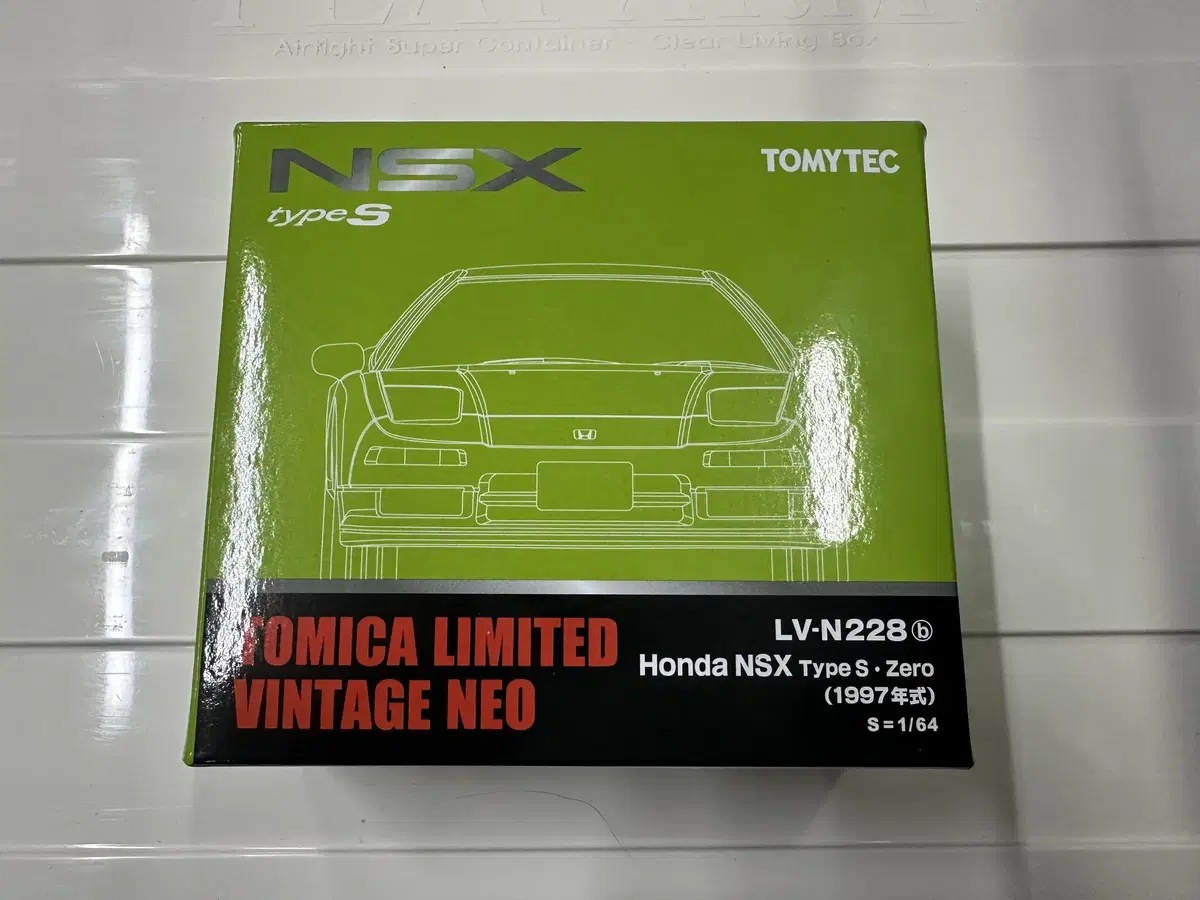 Airtight Super Container · Clear Living Box
NSX
type S
TOMYTEC
TOMICA LIMITED
VINTAGE NEO
LV-N228ⓑ
Honda NSX Type S・Zero
(1997年式)
S=1/64